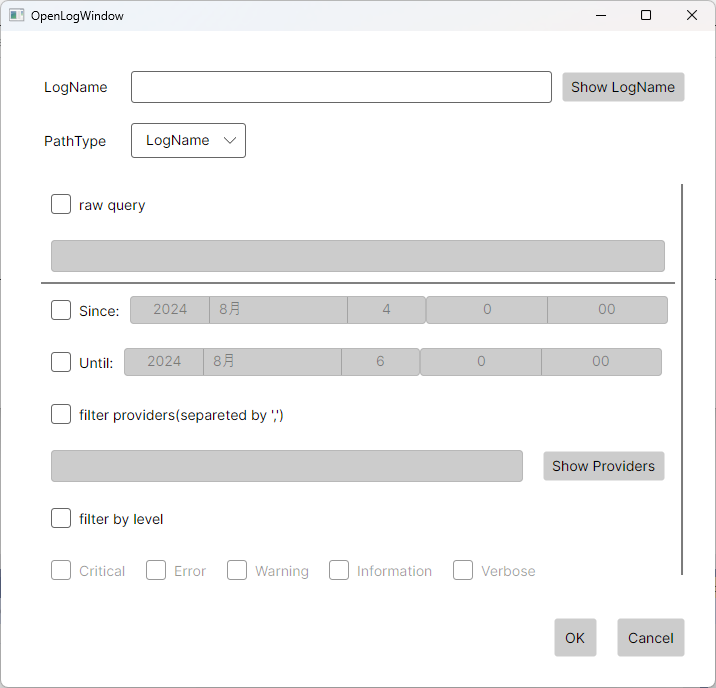 OpenLogWindow
LogName Show LogName
PathType LogName
raw query
Since: 2024 8月 4 0 00
Until: 2024 8月 6 0 00
filter providers(separeted by ',')
Show Providers
filter by level
Critical Error Warning Information Verbose
OK Cancel